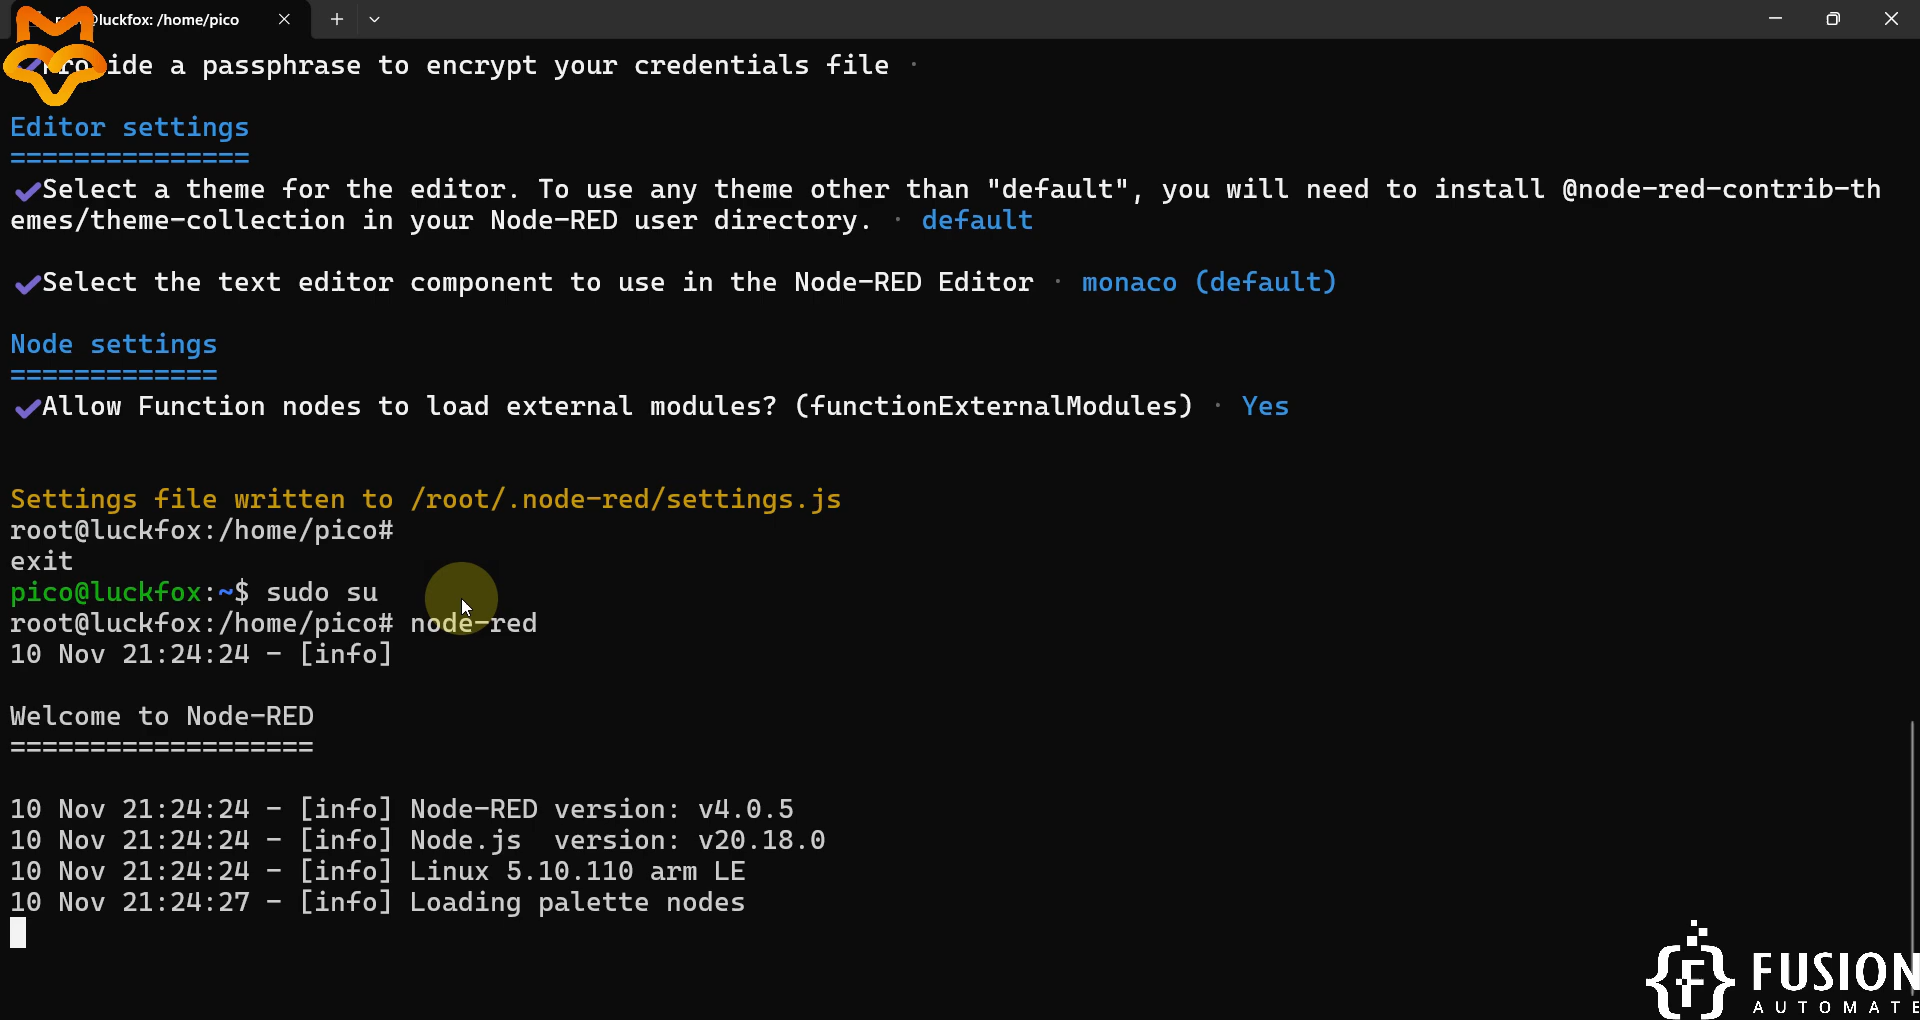 luckfox: /home/pico
ide a passphrase to encrypt your credentials file ·
Editor settings
===============
✔Select a theme for the editor. To use any theme other than "default", you will need to install @node-red-contrib-th
emes/theme-collection in your Node-RED user directory. · default
✔Select the text editor component to use in the Node-RED Editor · monaco (default)
Node settings
=============
✔Allow Function nodes to load external modules? (functionExternalModules) · Yes
Settings file written to /root/.node-red/settings.js
root@luckfox:/home/pico#
exit
pico@luckfox:~$ sudo su
root@luckfox:/home/pico# node-red
10 Nov 21:24:24 - [info]
Welcome to Node-RED
===================
10 Nov 21:24:24 - [info] Node-RED version: v4.0.5
10 Nov 21:24:24 - [info] Node.js  version: v20.18.0
10 Nov 21:24:24 - [info] Linux 5.10.110 arm LE
10 Nov 21:24:27 - [info] Loading palette nodes
{F} FUSION
AUTOMATE